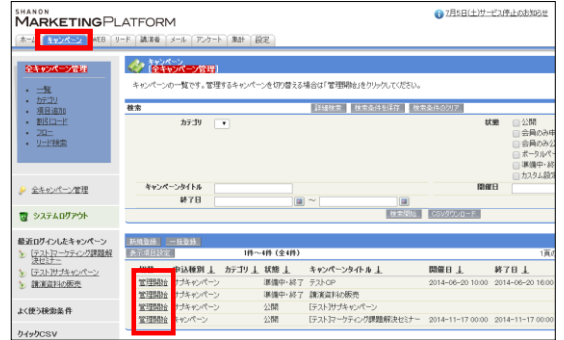 SHANON
MARKETINGPLATFORM
7月5日(土)サービス停止のお知らせ
ホーム キャンペーン WEB リード 講演者 メール アンケート 集計 設定
全キャンペーン管理
・ 一覧
・ カテゴリ
・ 項目追加
・ 割引コード
・ フロー
・ リード検索
全キャンペーン管理
システムログアウト
最近ログインしたキャンペーン
[テスト]マーケティング課題解決セミナー
[テスト]サブキャンペーン
講演資料の販売
よく使う検索条件
クイックCSV
キャンペーン
[全キャンペーン管理]
キャンペーンの一覧です。管理するキャンペーンを切り替える場合は「管理開始」をクリックしてください。
検索 詳細検索 検索条件を保存 検索条件のクリア
カテゴリ 状態 公開
会員のみ申
会員のみ公
ポータルペー
準備中・終
カスタム設定
キャンペーンタイトル 開催日
終了日 ～
検索開始 CSVダウンロード
新規登録 一括登録
表示項目設定 1件～4件 (全4件) 1頁の
申込種別 カテゴリ 状態 キャンペーンタイトル 開催日 終了日
管理開始 サブキャンペーン 準備中・終了 テストCP 2014-06-20 10:00 2014-06-20 16:00
管理開始 サブキャンペーン 準備中・終了 講演資料の販売
管理開始 サブキャンペーン 公開 [テスト]サブキャンペーン
管理開始 キャンペーン 公開 [テスト]マーケティング課題解決セミナー 2014-11-17 00:00 2014-11-17 00:00